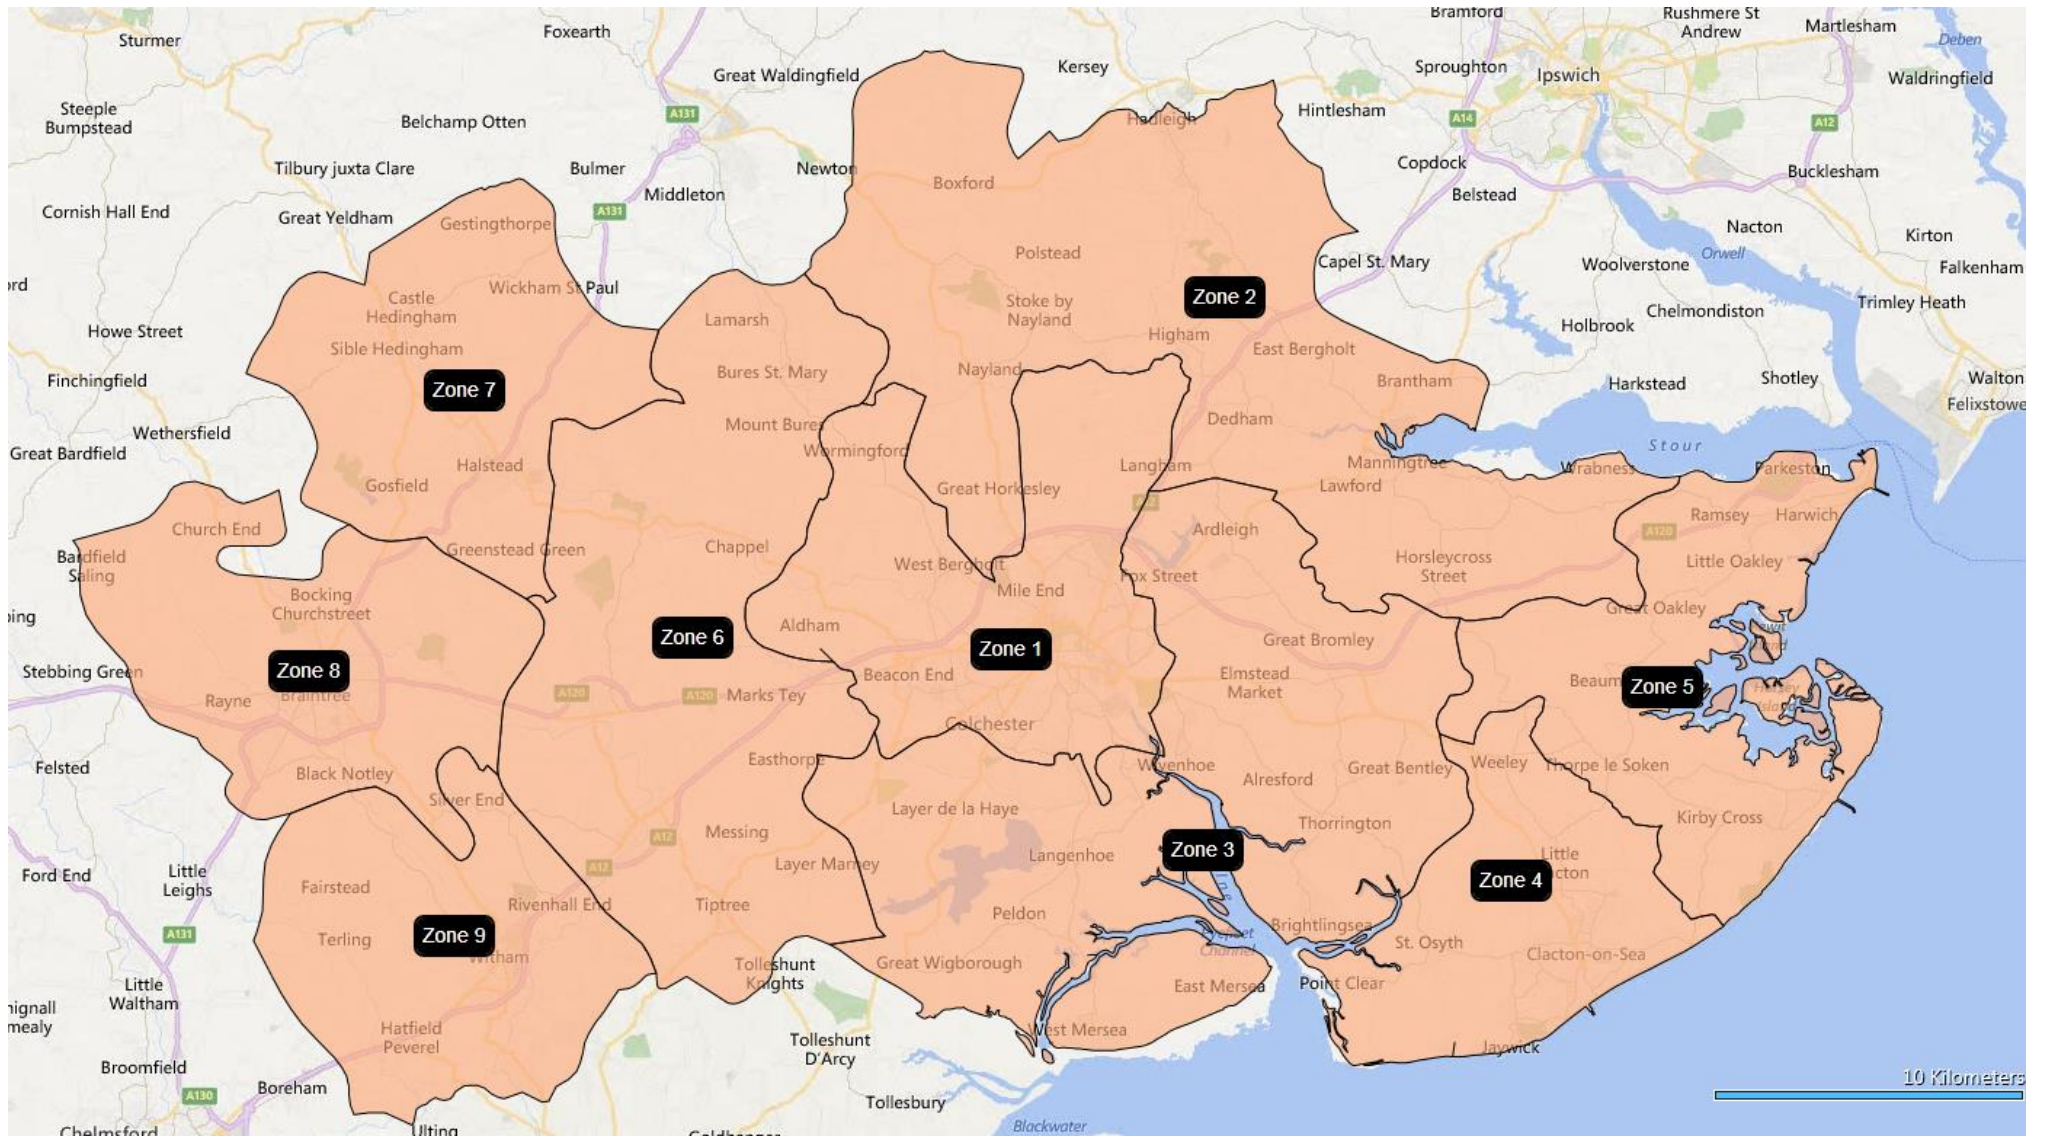 Sturmer
Foxearth
Bramford
Rushmere St
Andrew
Martlesham
Deben
Great Waldingfield
Kersey
Sproughton
Ipswich
Waldringfield
Steeple
Bumpstead
Belchamp Otten
A131
Hadleigh
Hintlesham
A14
A12
Tilbury juxta Clare
Bulmer
Newton
Boxford
Copdock
Bucklesham
Middleton
Belstead
Cornish Hall End
Great Yeldham
A131
Gestingthorpe
Nacton
Kirton
Polstead
Capel St. Mary
Woolverstone
Orwell
Falkenham
ord
Castle
Hedingham
Wickham St Paul
Zone 2
Stoke by
Nayland
Chelmondiston
Trimley Heath
Howe Street
Lamarsh
Higham
Holbrook
Sible Hedingham
East Bergholt
Finchingfield
Zone 7
Bures St. Mary
Nayland
Brantham
Harkstead
Shotley
Walton
Felixstowe
Wethersfield
Mount Bures
Dedham
Great Bardfield
Wormingford
Stour
Halstead
Langham
Manningtree
Wrabness
Parkeston
Gosfield
Great Horkesley
Lawford
Church End
Ardleigh
Ramsey
Harwich
A120
Bardfield
Saling
Greenstead Green
Chappel
West Bergholt
Fox Street
Horsleycross
Street
Little Oakley
Bocking
Churchstreet
Mile End
Great Oakley
ping
Aldham
Zone 6
Zone 1
Great Bromley
Stebbing Green
Zone 8
Beacon End
Elmstead
Market
Beaum
Zone 5
Horsey
Island
Rayne
Braintree
A120
A120
Marks Tey
Colchester
Felsted
Black Notley
Easthorpe
Wivenhoe
Alresford
Great Bentley
Weeley
Thorpe le Soken
Silver End
Layer de la Haye
Thorrington
Kirby Cross
Messing
A12
Zone 3
Ford End
Little
Leighs
A12
Layer Marney
Langenhoe
Little
cton
Zone 4
Fairstead
Rivenhall End
Tiptree
Peldon
Brightlingsea
A131
Terling
Zone 9
Witham
Channel
St. Osyth
Clacton-on-Sea
Tolleshunt
Knights
Great Wigborough
East Mersea
Point Clear
Little
Waltham
hignall
mealy
Hatfield
Peverel
West Mersea
Jaywick
Tolleshunt
D'Arcy
Broomfield
Boreham
10 Kilometers
A130
Tollesbury
Chelmsford
Ulting
Goldhanger
Blackwater